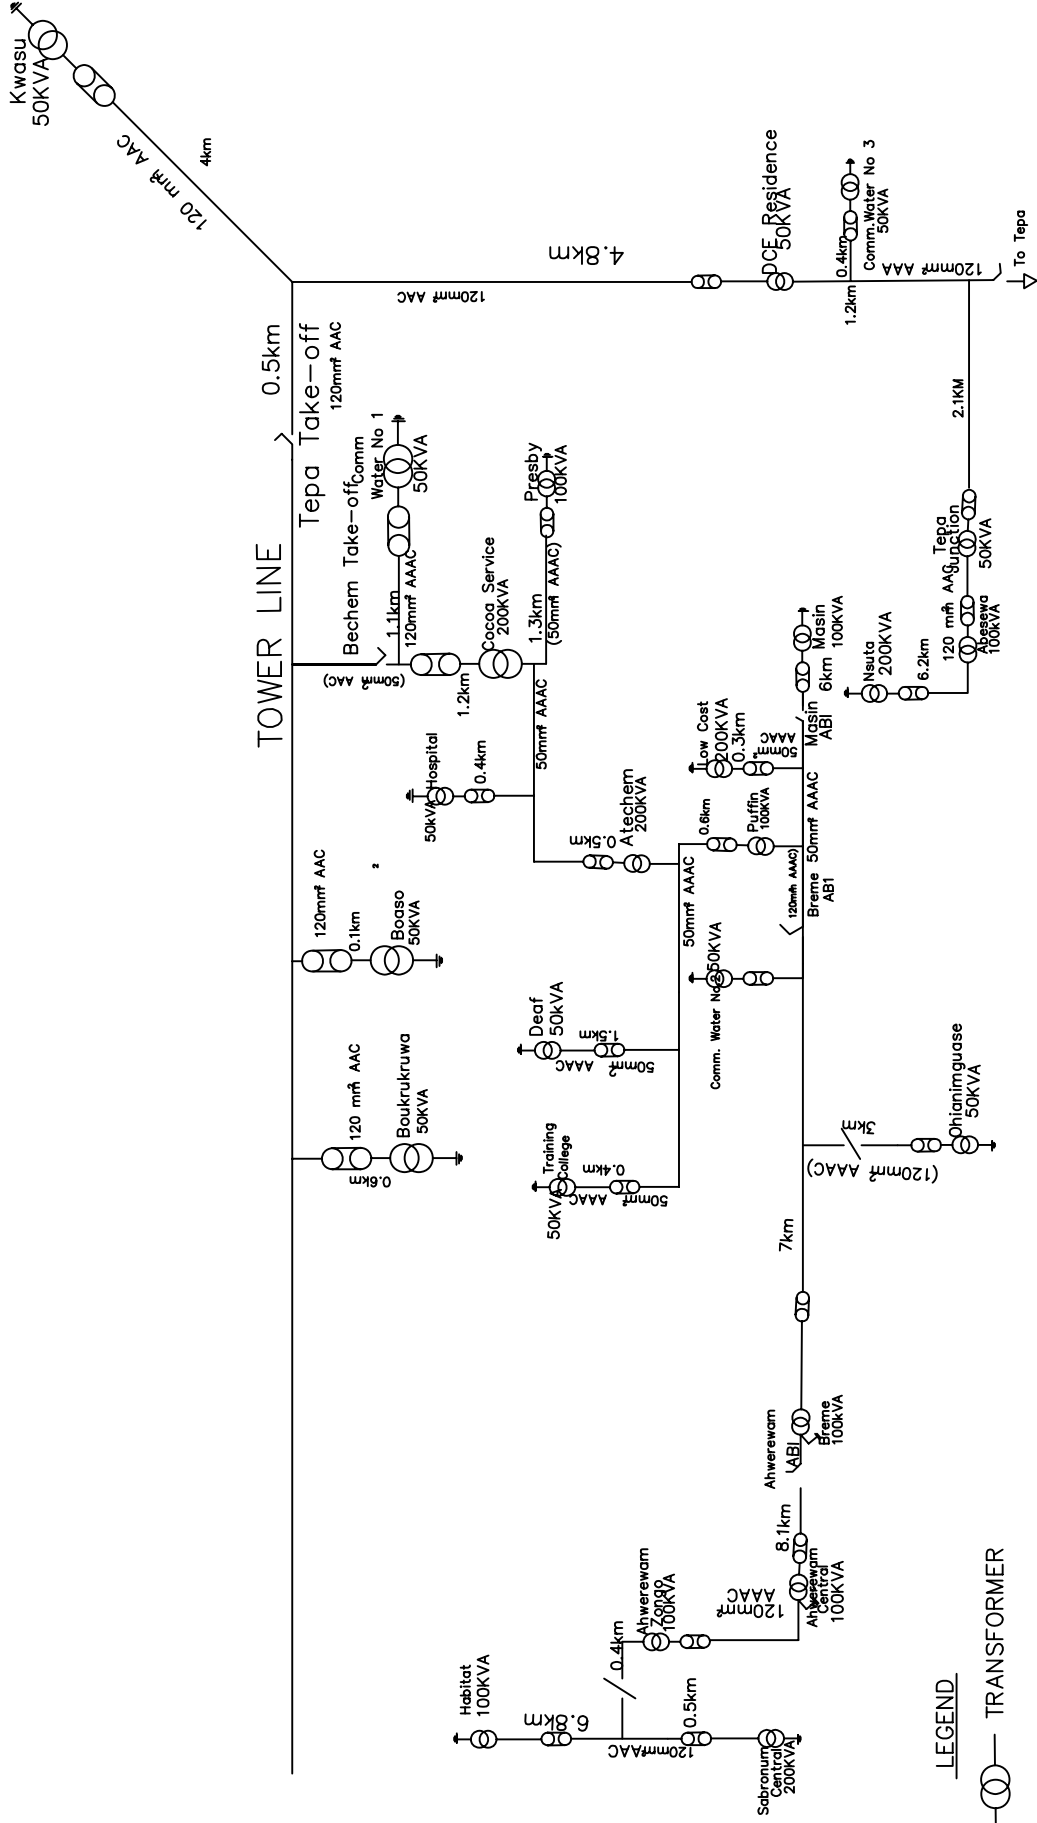 Kwasu
50KVA
120 mm² AAC
4km
0.5km
Tepa Take-off
120mm² AAC
TOWER LINE
4.8km
120mm² AAC
DCE Residence
50KVA
0.4km
Comm.Water No 3
50KVA
1.2km
120mm² AAA
To Tepa
2.1KM
Tepa
Junction
50KVA
120 mm² AAC
Abesewa
100kVA
6.2km
Nsuta
200KVA
Bechem Take-off
Comm
Water No 1
50KVA
1.1km
120mm² AAAC
(50mm² AAC)
Cocoa Service
200KVA
1.2km
Presby
100KVA
1.3km
(50mm² AAAC)
50mm² AAAC
Hospital
50kVA
0.4km
0.5km
Atechem
200KVA
50mm² AAAC
0.6km
Puffin
100KVA
Low Cost
200KVA
0.3km
50mm²
AAAC
Masin
100KVA
6km
Masin
ABI
50mm² AAAC
(120mm AAAC)
Breme
AB1
120mm² AAC
0.1km
2
Boaso
50KVA
120 mm² AAC
0.6km
Boukrukruwa
50KVA
Deaf
50KVA
1.5km
50mm²
AAAC
Training
College
50KVA
0.4km
50mm²
AAAC
Comm. Water No.2
50KVA
3km
(120mm² AAAC)
Ohianimguase
50KVA
7km
Ahwerewam
ABI
Breme
100KVA
8.1km
Ahwerewam
Central
100KVA
120mm²
AAAC
Ahwerewam
Zongo
100KVA
0.4km
Habitat
100KVA
6.8km
120mm²AAAC
0.5km
Sabronum
Central
200KVA
LEGEND
TRANSFORMER